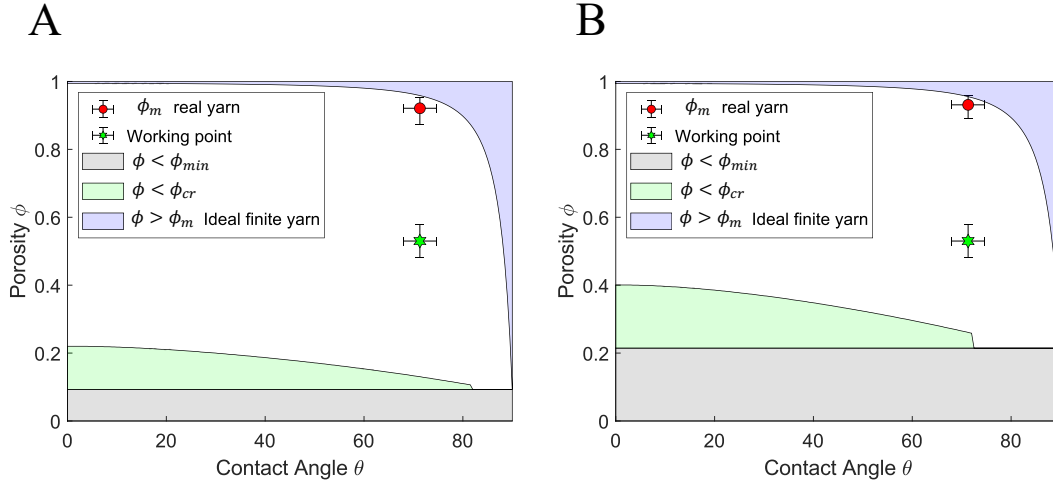 A
1
0.8
0.6
0.4
0.2
0
Porosity ϕ
ϕm real yarn
Working point
ϕ < ϕmin
ϕ < ϕcr
ϕ > ϕm Ideal finite yarn
0 20 40 60 80
Contact Angle θ
B
1
0.8
0.6
0.4
0.2
0
Porosity ϕ
ϕm real yarn
Working point
ϕ < ϕmin
ϕ < ϕcr
ϕ > ϕm Ideal finite yarn
0 20 40 60 80
Contact Angle θ